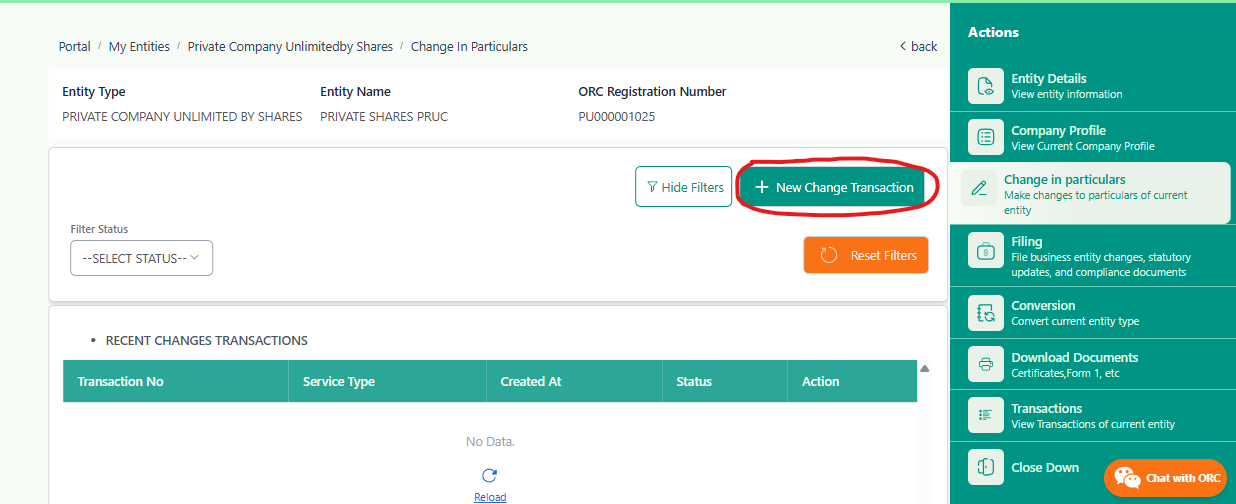 Portal / My Entities / Private Company Unlimitedby Shares / Change In Particulars
back
Entity Type
Entity Name
ORC Registration Number
PRIVATE COMPANY UNLIMITED BY SHARES
PRIVATE SHARES PRUC
PU000001025
Hide Filters
+ New Change Transaction
Filter Status
--SELECT STATUS--
Reset Filters
• RECENT CHANGES TRANSACTIONS
Transaction No
Service Type
Created At
Status
Action
No Data.
Reload
Actions
Entity Details
View entity information
Company Profile
View Current Company Profile
Change in particulars
Make changes to particulars of current
entity
Filing
File business entity changes, statutory
updates, and compliance documents
Conversion
Convert current entity type
Download Documents
Certificates,Form 1, etc
Transactions
View Transactions of current entity
Close Down
Chat with ORC